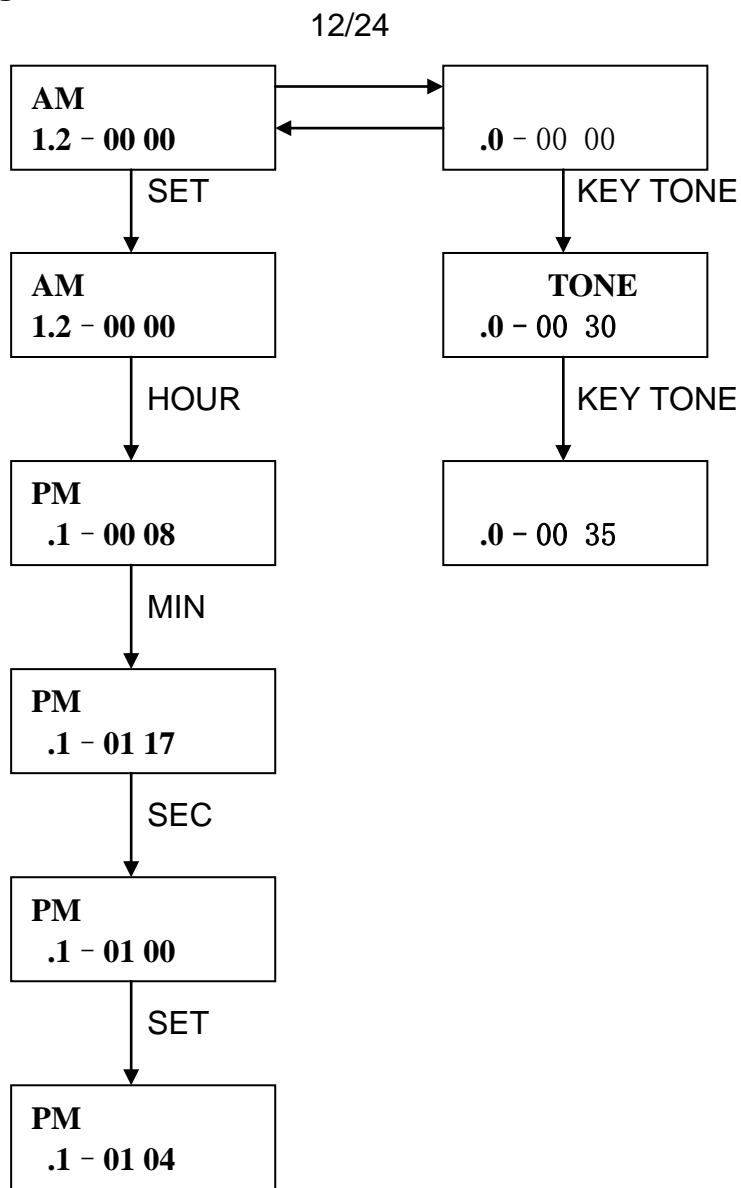 12/24
AM
1.2 - 00 00
.0 - 00 00
SET
KEY TONE
AM
1.2 - 00 00
TONE
.0 - 00 30
HOUR
KEY TONE
PM
.1 - 00 08
.0 - 00 35
MIN
PM
.1 - 01 17
SEC
PM
.1 - 01 00
SET
PM
.1 - 01 04